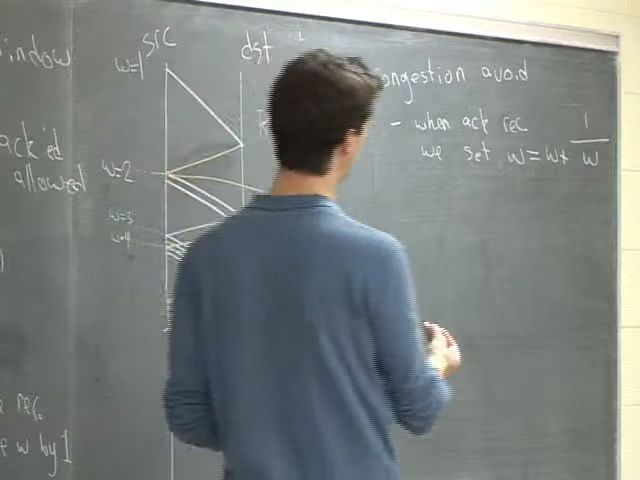 indow
ack'ed
allowed
rec.
w by 1
src
dst
w=1
w=2
w=3
w=4
ongestion avoid
- when ack rec
we set w = w + 1/w